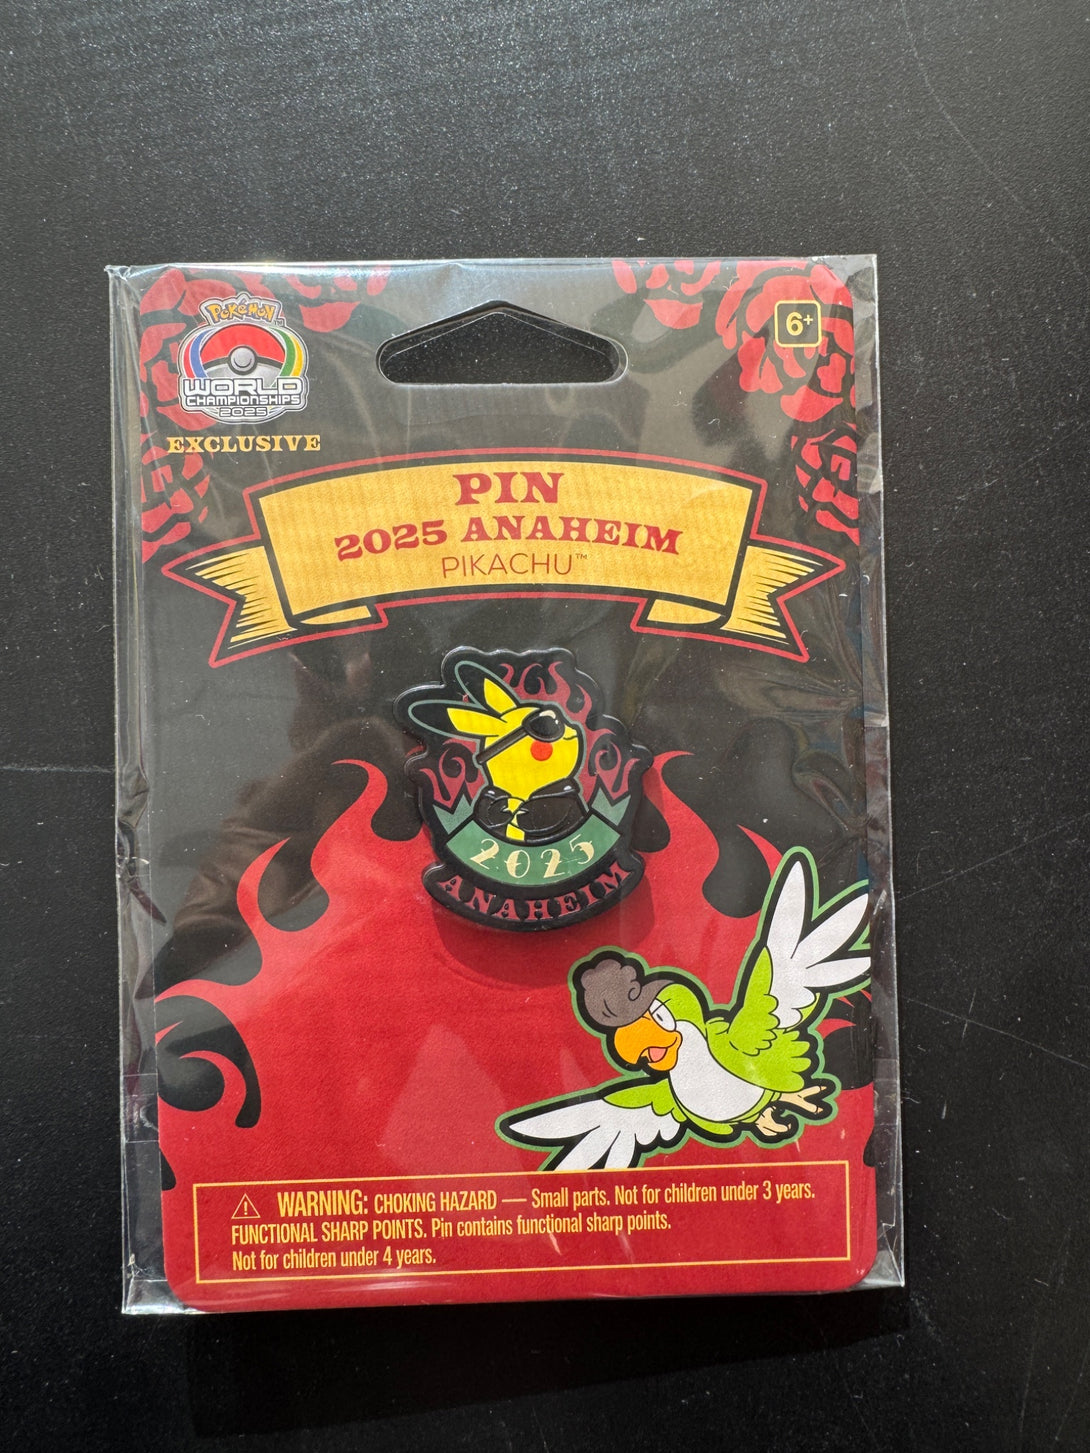 Pokémon™
WORLD
CHAMPIONSHIPS
2025
EXCLUSIVE
6+
PIN
2025 ANAHEIM
PIKACHU™
2025
ANAHEIM
WARNING: CHOKING HAZARD — Small parts. Not for children under 3 years.
FUNCTIONAL SHARP POINTS. Pin contains functional sharp points.
Not for children under 4 years.